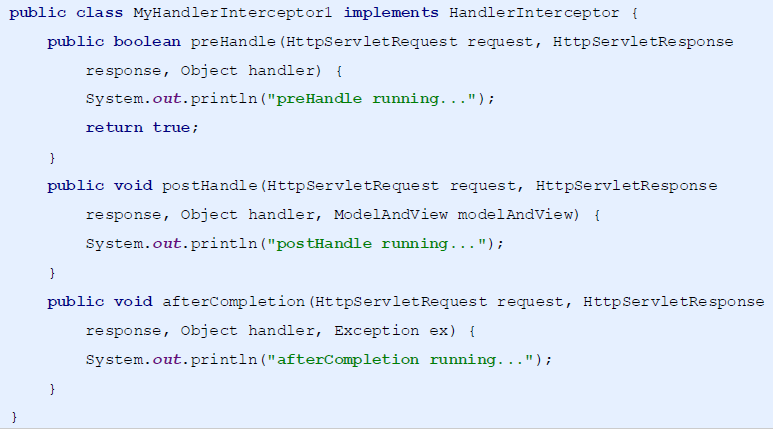 public class MyHandlerInterceptor1 implements HandlerInterceptor {
    public boolean preHandle(HttpServletRequest request, HttpServletResponse
        response, Object handler) {
        System.out.println("preHandle running...");
        return true;
    }
    public void postHandle(HttpServletRequest request, HttpServletResponse
        response, Object handler, ModelAndView modelAndView) {
        System.out.println("postHandle running...");
    }
    public void afterCompletion(HttpServletRequest request, HttpServletResponse
        response, Object handler, Exception ex) {
        System.out.println("afterCompletion running...");
    }
}